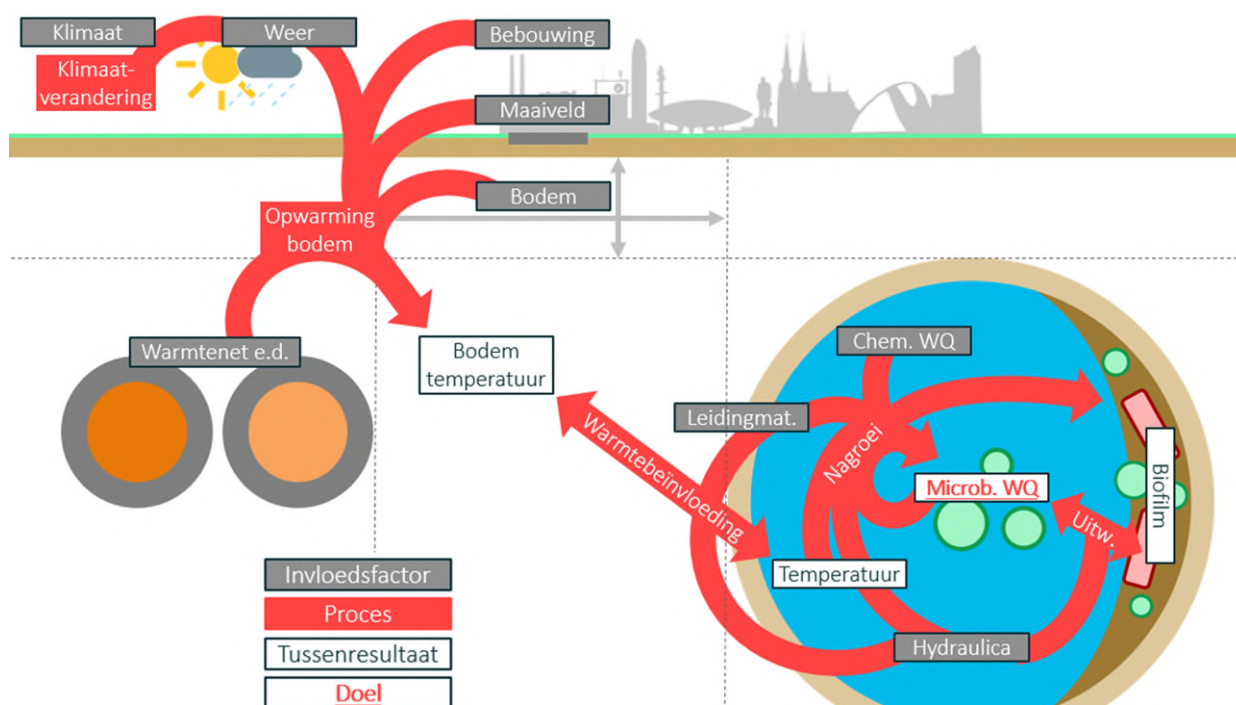 Klimaat
Weer
Bebouwing
Klimaat-
verandering
Maaiveld
Bodem
Opwarming
bodem
Warmtenet e.d.
Bodem
temperatuur
Chem. WQ
Leidingmat.
Nagroei
Warmtebeïnvloeding
Microb. WQ
Biofilm
Uitw.
Temperatuur
Hydraulica
Invloedsfactor
Proces
Tussenresultaat
Doel